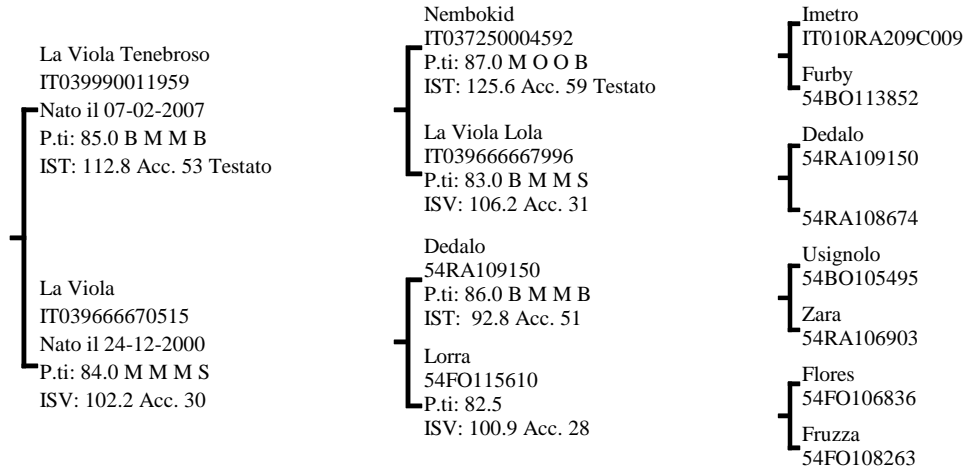 La Viola Tenebroso
IT039990011959
Nato il 07-02-2007
P.ti: 85.0 B M M B
IST: 112.8 Acc. 53 Testato
La Viola
IT039666670515
Nato il 24-12-2000
P.ti: 84.0 M M M S
ISV: 102.2 Acc. 30
Nembokid
IT037250004592
P.ti: 87.0 M O O B
IST: 125.6 Acc. 59 Testato
La Viola Lola
IT039666667996
P.ti: 83.0 B M M S
ISV: 106.2 Acc. 31
Dedalo
54RA109150
P.ti: 86.0 B M M B
IST: 92.8 Acc. 51
Lorra
54FO115610
P.ti: 82.5
ISV: 100.9 Acc. 28
Imetro
IT010RA209C009
Furby
54BO113852
Dedalo
54RA109150
54RA108674
Usignolo
54BO105495
Zara
54RA106903
Flores
54FO106836
Fruzza
54FO108263